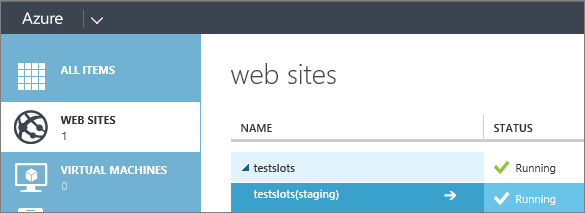 Azure
ALL ITEMS
WEB SITES
1
VIRTUAL MACHINES
0
web sites
NAME STATUS
testslots Running
testslots(staging) Running